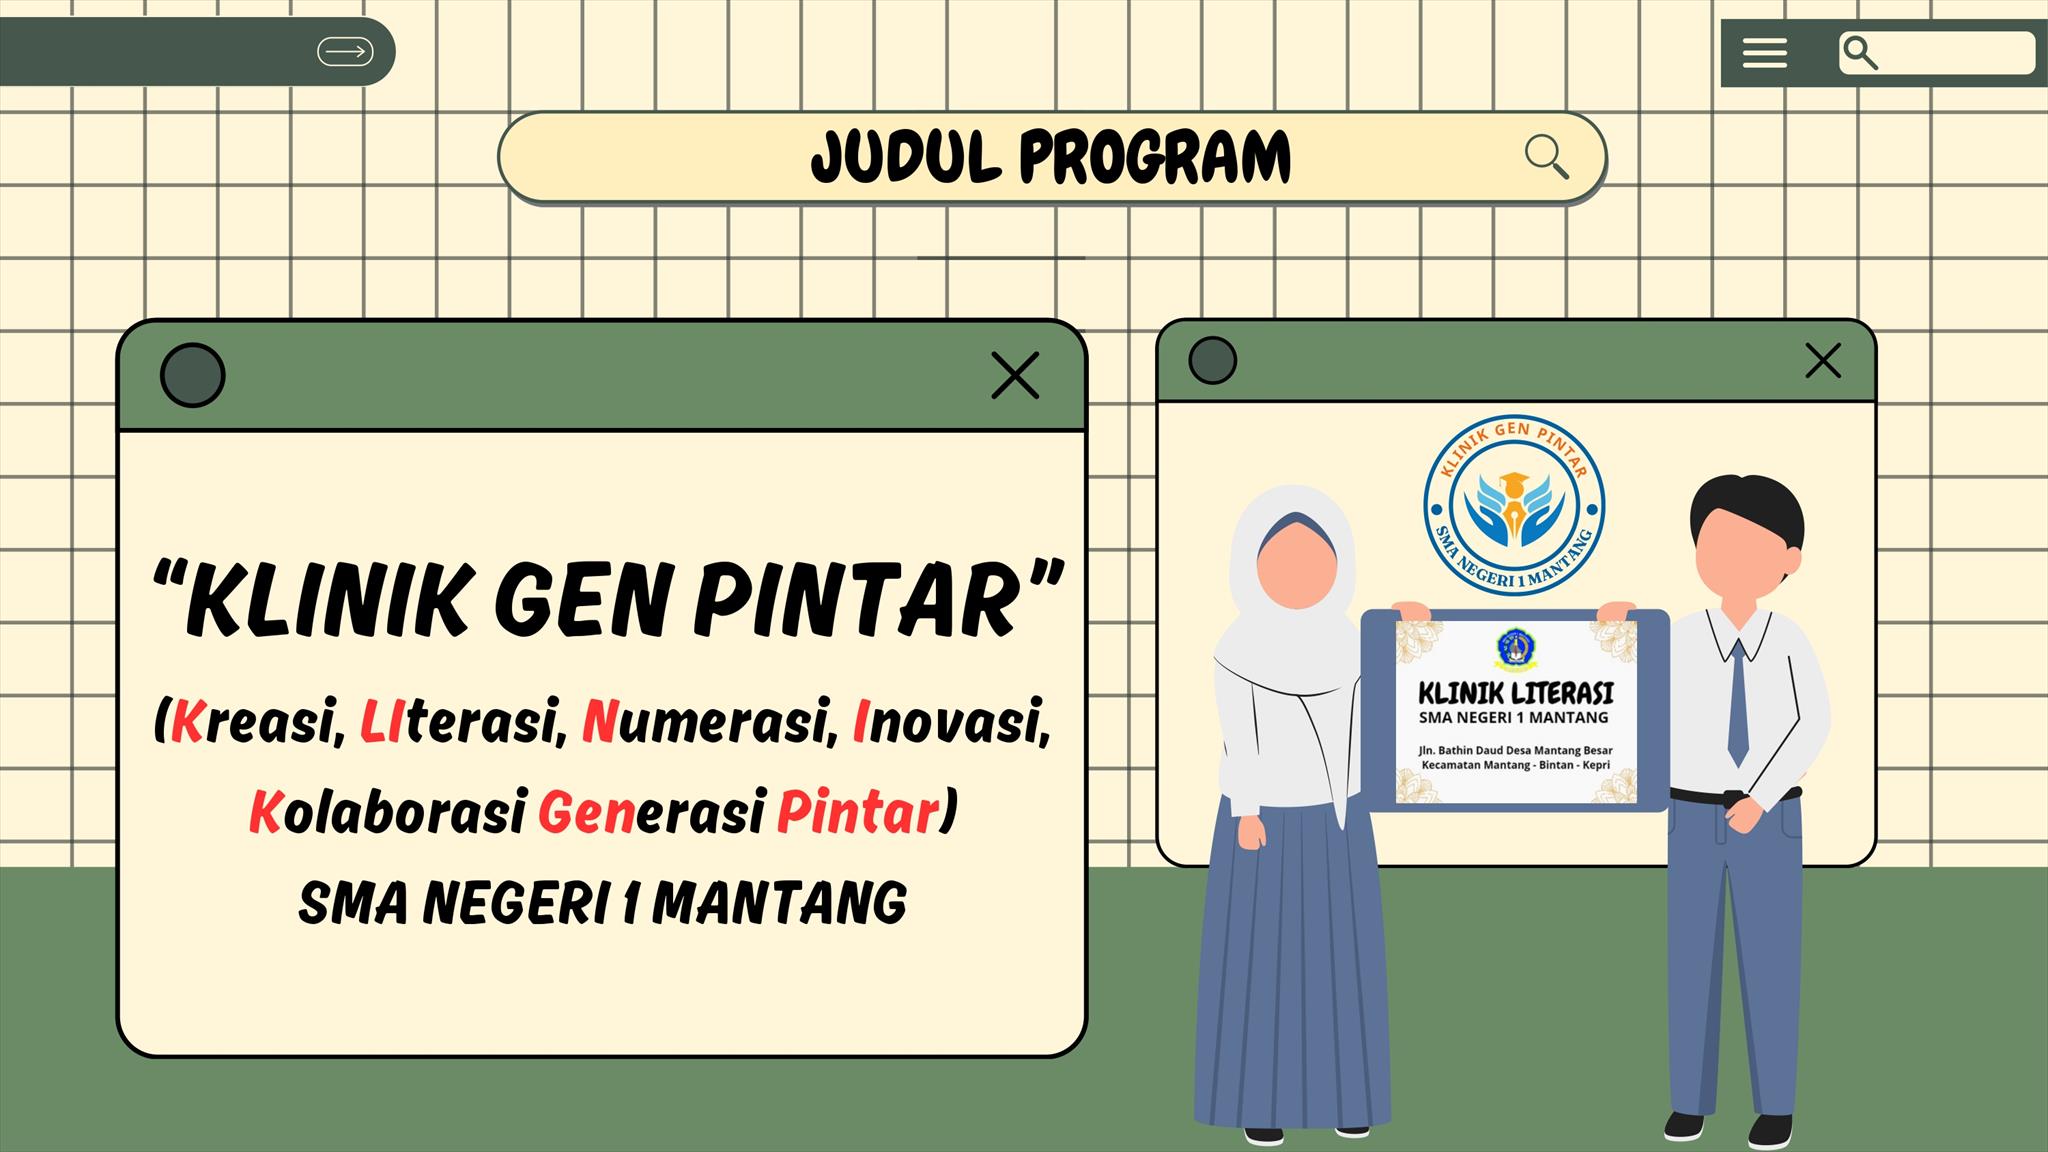 JUDUL PROGRAM
“KLINIK GEN PINTAR”
(Kreasi, LIterasi, Numerasi, Inovasi,
Kolaborasi Generasi Pintar)
SMA NEGERI 1 MANTANG
KLINIK GEN PINTAR
SMA NEGERI 1 MANTANG
KLINIK LITERASI
SMA NEGERI 1 MANTANG
Jln. Bathin Daud Desa Mantang Besar
Kecamatan Mantang - Bintan - Kepri